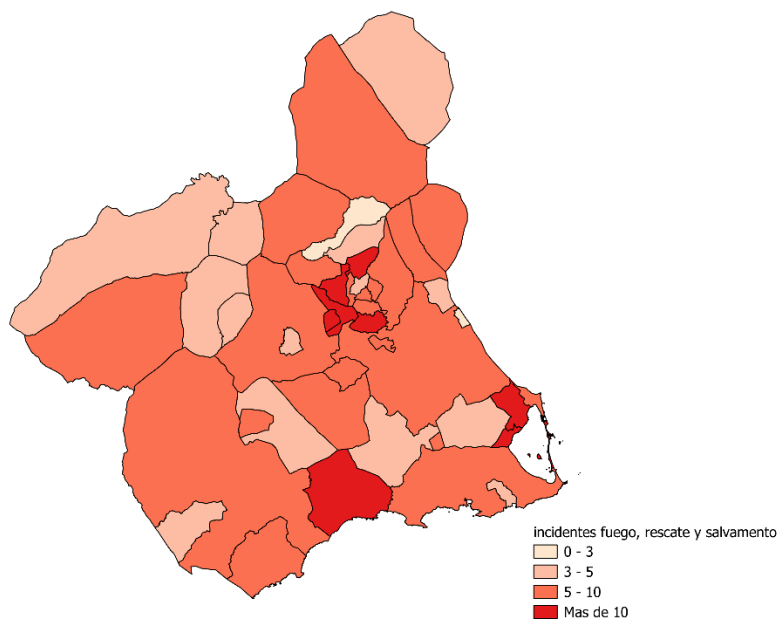 incidentes fuego, rescate y salvamento
0 - 3
3 - 5
5 - 10
Mas de 10